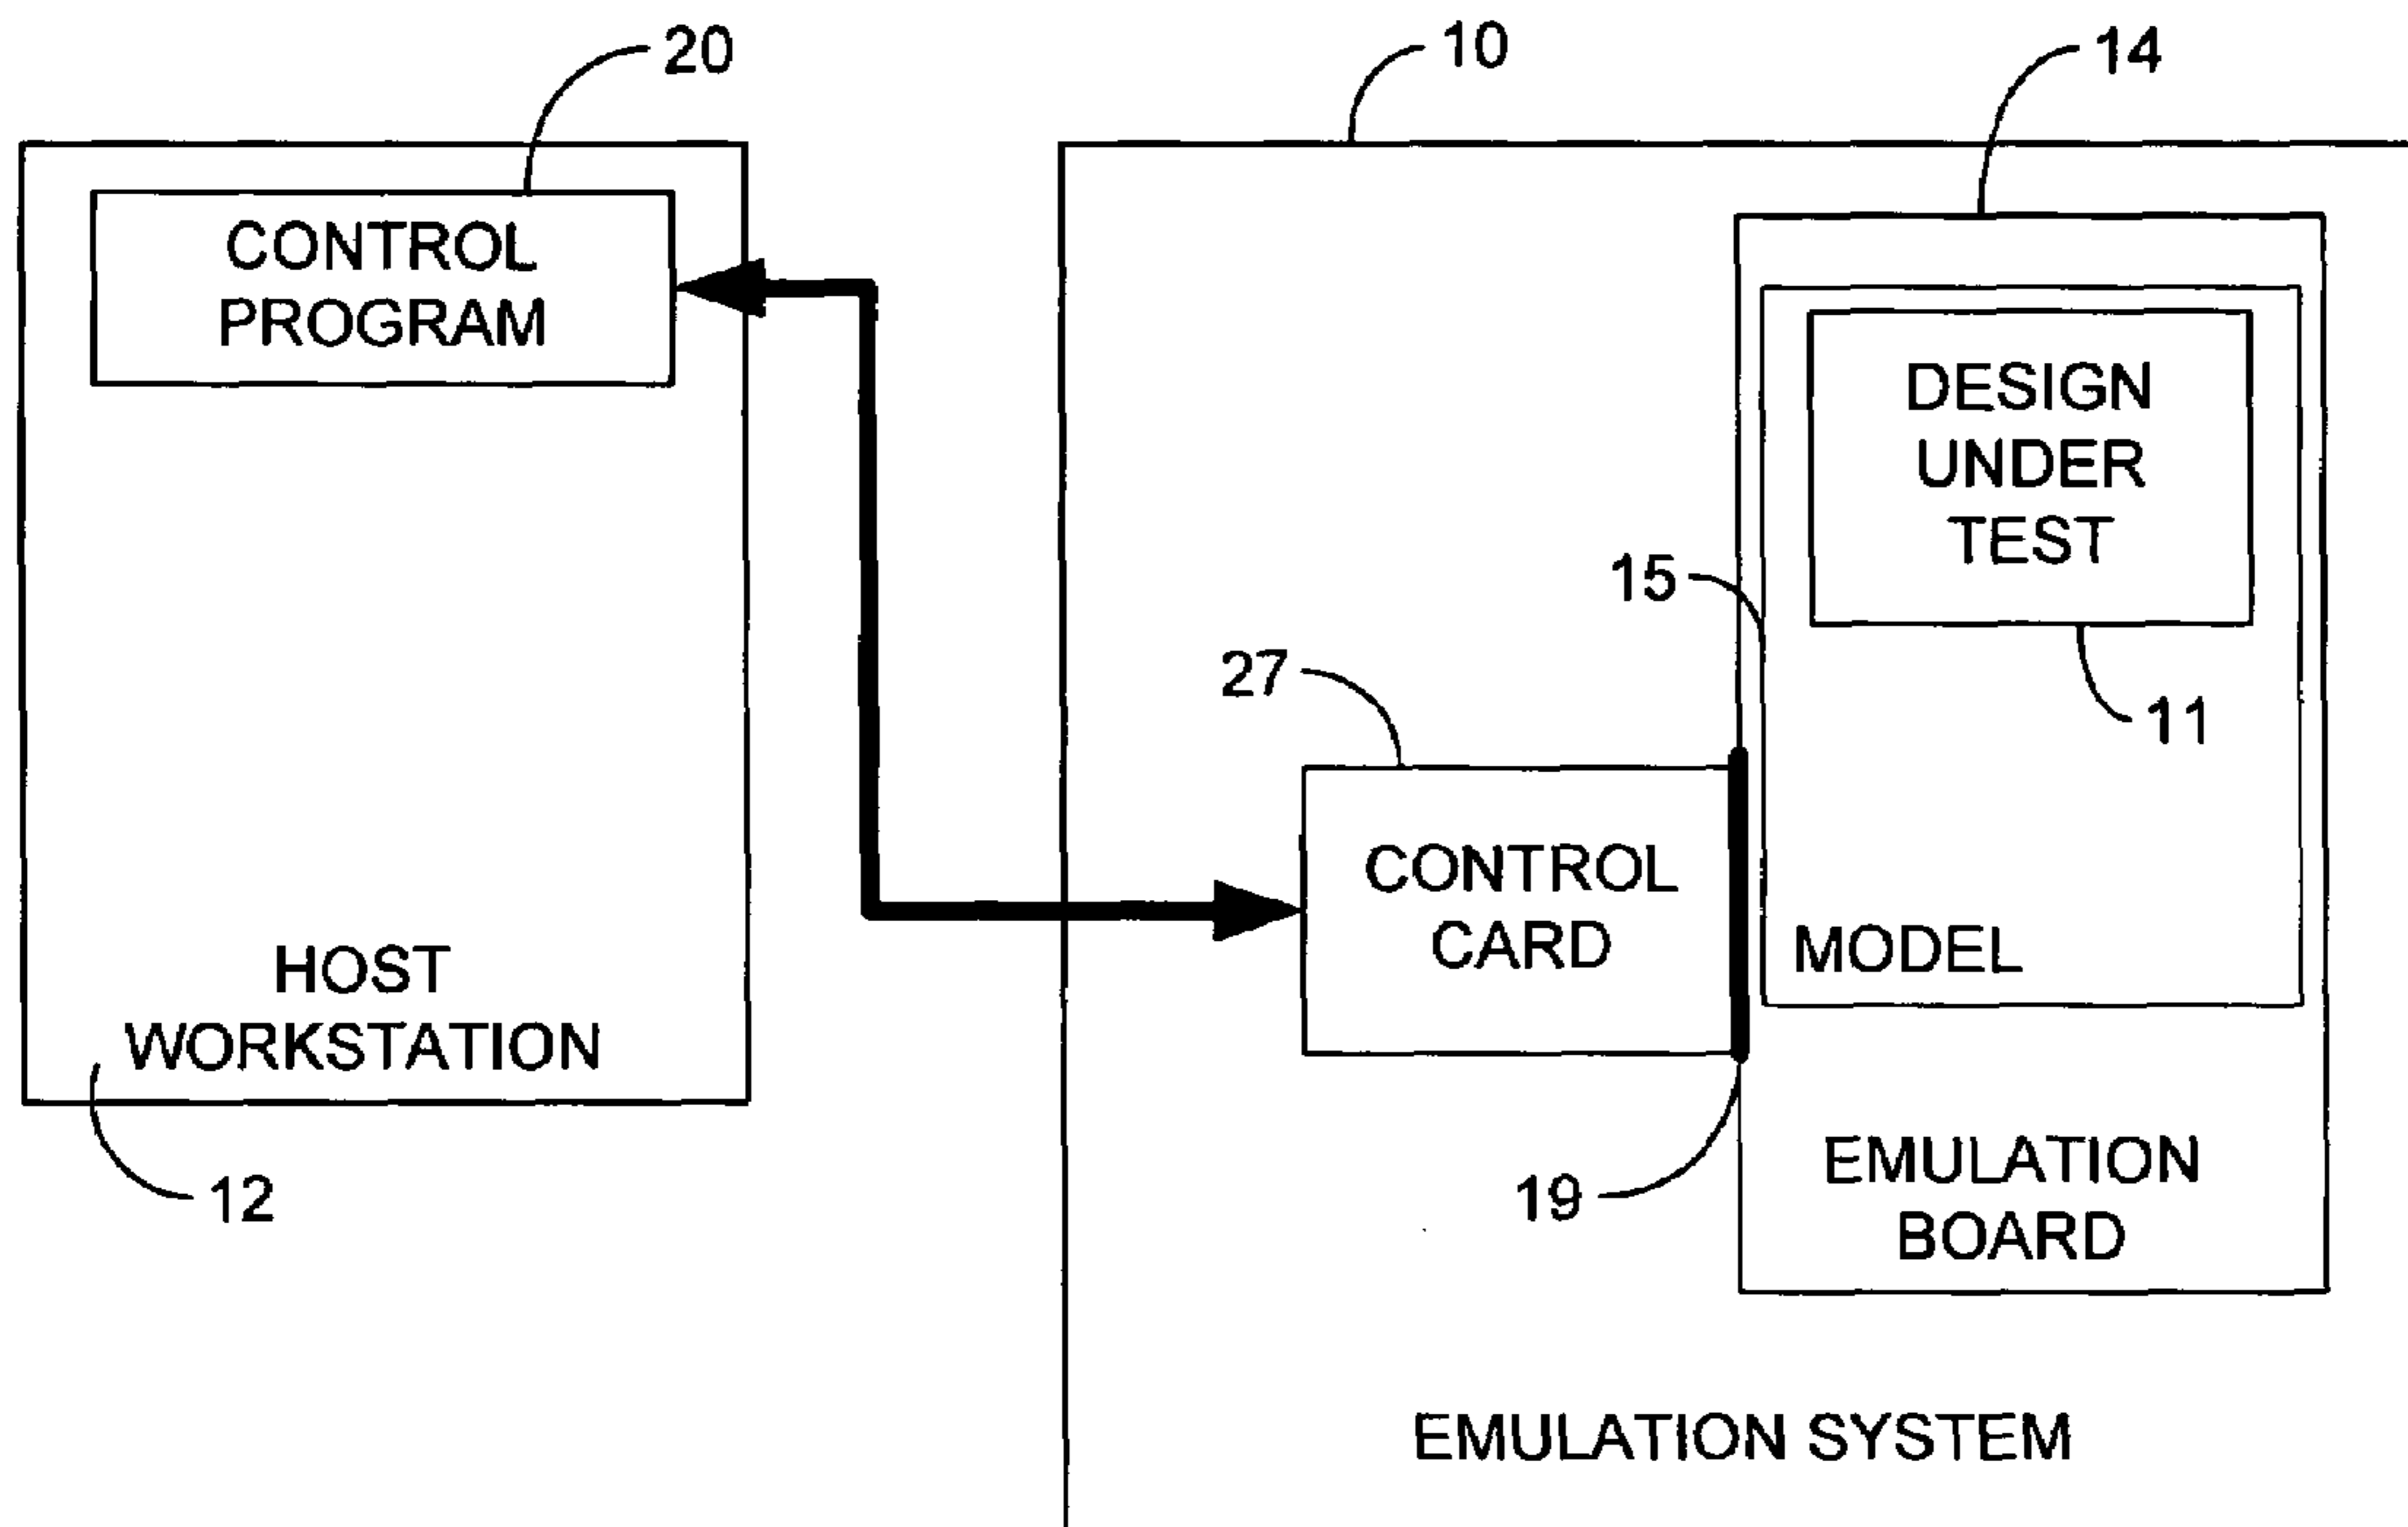 20
10
14
CONTROL
PROGRAM
DESIGN
UNDER
TEST
15
27
11
CONTROL
CARD
MODEL
HOST
WORKSTATION
12
19
EMULATION
BOARD
EMULATION SYSTEM